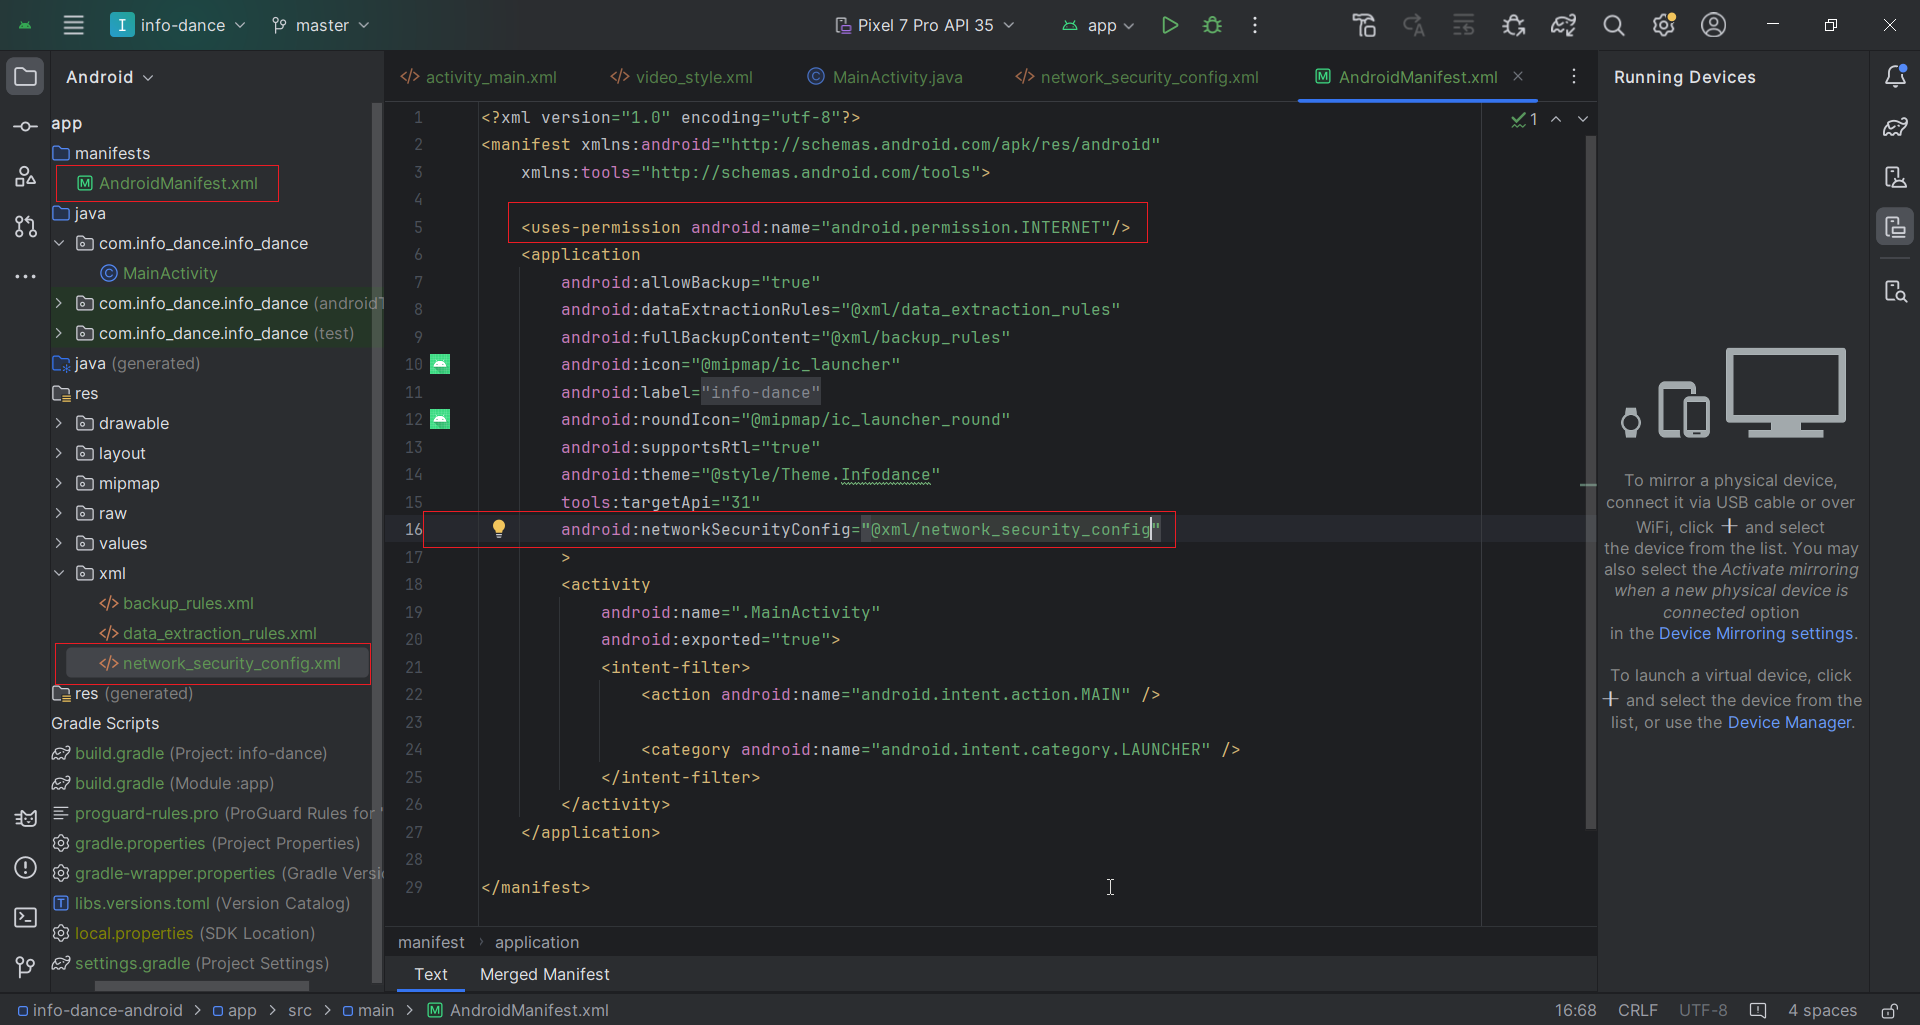 I info-dance master Pixel 7 Pro API 35 app
Android
activity_main.xml video_style.xml MainActivity.java network_security_config.xml AndroidManifest.xml
Running Devices
app
manifests
AndroidManifest.xml
java
com.info_dance.info_dance
MainActivity
com.info_dance.info_dance (android
com.info_dance.info_dance (test)
java (generated)
res
drawable
layout
mipmap
raw
values
xml
backup_rules.xml
data_extraction_rules.xml
network_security_config.xml
res (generated)
Gradle Scripts
build.gradle (Project: info-dance)
build.gradle (Module :app)
proguard-rules.pro (ProGuard Rules for
gradle.properties (Project Properties)
gradle-wrapper.properties (Gradle Versi
libs.versions.toml (Version Catalog)
local.properties (SDK Location)
settings.gradle (Project Settings)
1 <?xml version="1.0" encoding="utf-8"?>
2 <manifest xmlns:android="http://schemas.android.com/apk/res/android"
3 xmlns:tools="http://schemas.android.com/tools">
4
5 <uses-permission android:name="android.permission.INTERNET"/>
6 <application
7 android:allowBackup="true"
8 android:dataExtractionRules="@xml/data_extraction_rules"
9 android:fullBackupContent="@xml/backup_rules"
10 android:icon="@mipmap/ic_launcher"
11 android:label="info-dance"
12 android:roundIcon="@mipmap/ic_launcher_round"
13 android:supportsRtl="true"
14 android:theme="@style/Theme.Infodance"
15 tools:targetApi="31"
16 android:networkSecurityConfig="@xml/network_security_config"
17 >
18 <activity
19 android:name=".MainActivity"
20 android:exported="true">
21 <intent-filter>
22 <action android:name="android.intent.action.MAIN" />
23
24 <category android:name="android.intent.category.LAUNCHER" />
25 </intent-filter>
26 </activity>
27 </application>
28
29 </manifest>
1
manifest › application
Text Merged Manifest
To mirror a physical device,
connect it via USB cable or over
WiFi, click + and select
the device from the list. You may
also select the Activate mirroring
when a new physical device is
connected option
in the Device Mirroring settings.
To launch a virtual device, click
+ and select the device from the
list, or use the Device Manager.
info-dance-android > app > src > main > AndroidManifest.xml
16:68 CRLF UTF-8 4 spaces